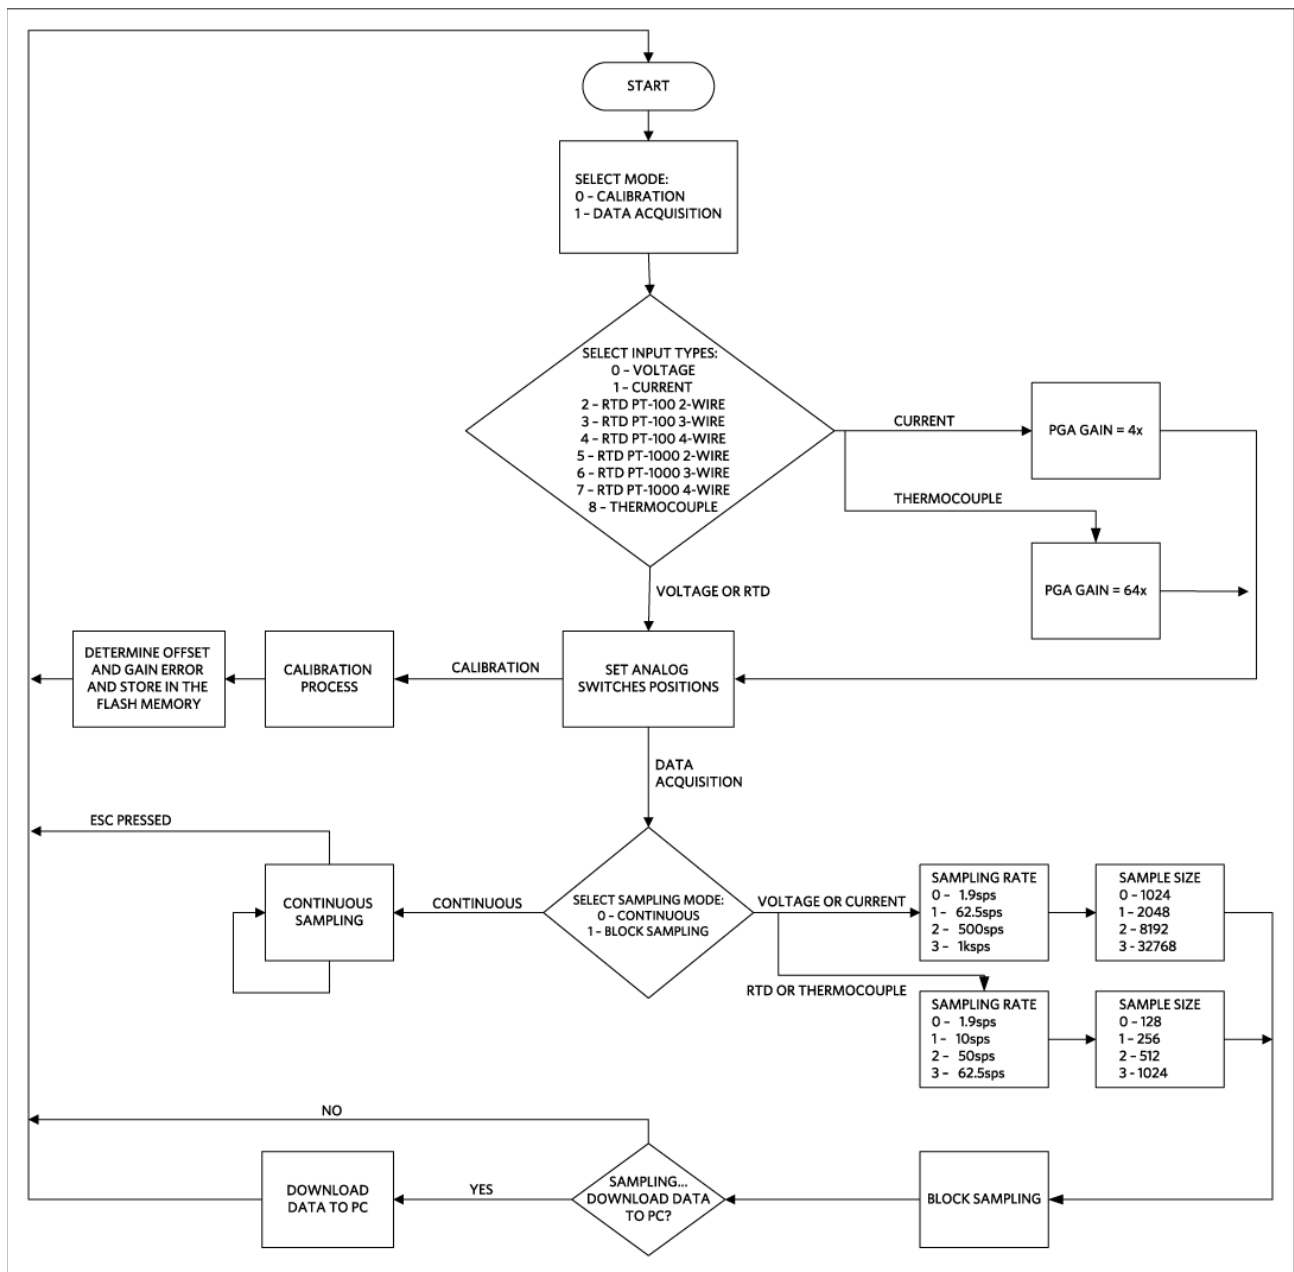 START
SELECT MODE:
0 – CALIBRATION
1 – DATA ACQUISITION
SELECT INPUT TYPES:
0 – VOLTAGE
1 – CURRENT
2 – RTD PT-100 2-WIRE
3 – RTD PT-100 3-WIRE
4 – RTD PT-100 4-WIRE
5 – RTD PT-1000 2-WIRE
6 – RTD PT-1000 3-WIRE
7 – RTD PT-1000 4-WIRE
8 – THERMOCOUPLE
CURRENT
PGA GAIN = 4x
THERMOCOUPLE
PGA GAIN = 64x
VOLTAGE OR RTD
SET ANALOG
SWITCHES POSITIONS
CALIBRATION
CALIBRATION
PROCESS
DETERMINE OFFSET
AND GAIN ERROR
AND STORE IN THE
FLASH MEMORY
DATA
ACQUISITION
ESC PRESSED
CONTINUOUS
SAMPLING
CONTINUOUS
SELECT SAMPLING MODE:
0 – CONTINUOUS
1 – BLOCK SAMPLING
VOLTAGE OR CURRENT
SAMPLING RATE
0 – 1.9sps
1 – 62.5sps
2 – 500sps
3 – 1ksps
SAMPLE SIZE
0 - 1024
1 - 2048
2 - 8192
3 - 32768
RTD OR THERMOCOUPLE
SAMPLING RATE
0 – 1.9sps
1 – 10sps
2 – 50sps
3 – 62.5sps
SAMPLE SIZE
0 - 128
1 - 256
2 - 512
3 - 1024
NO
DOWNLOAD
DATA TO PC
YES
SAMPLING...
DOWNLOAD DATA
TO PC?
BLOCK SAMPLING